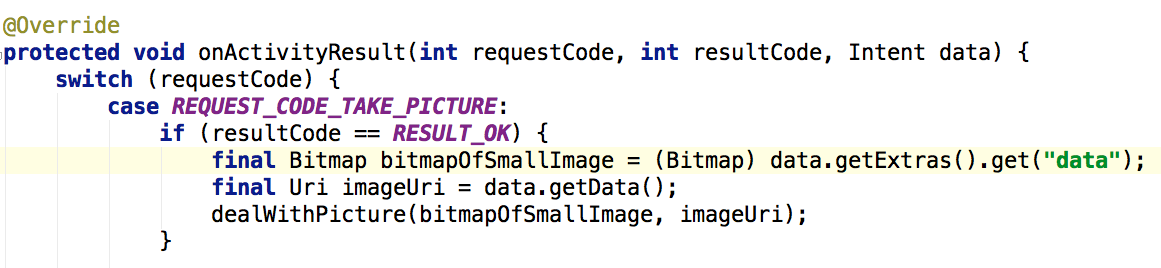 @Override
protected void onActivityResult(int requestCode, int resultCode, Intent data) {
    switch (requestCode) {
        case REQUEST_CODE_TAKE_PICTURE:
            if (resultCode == RESULT_OK) {
                final Bitmap bitmapOfSmallImage = (Bitmap) data.getExtras().get("data");
                final Uri imageUri = data.getData();
                dealWithPicture(bitmapOfSmallImage, imageUri);
            }